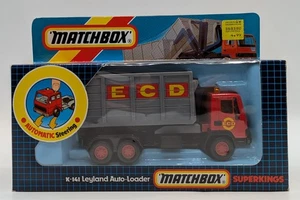 MATCHBOX
ECD
AUTOMATIC Steering
K-141 Leyland Auto-Loader
MATCHBOX
SUPERKINGS